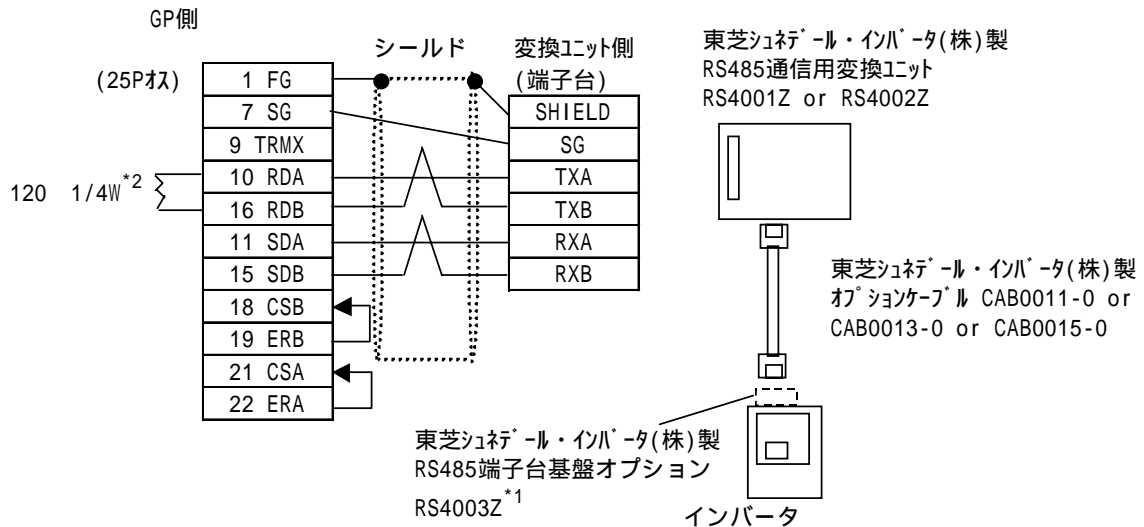 GP側
(25Pｵｽ)
シールド
変換ﾕﾆｯﾄ側
(端子台)
1 FG
7 SG
9 TRMX
10 RDA
16 RDB
11 SDA
15 SDB
18 CSB
19 ERB
21 CSA
22 ERA
120 1/4W*2
SHIELD
SG
TXA
TXB
RXA
RXB
東芝ｼｭﾈﾃﾞｰﾙ・ｲﾝﾊﾞｰﾀ(株)製
RS485通信用変換ﾕﾆｯﾄ
RS4001Z or RS4002Z
東芝ｼｭﾈﾃﾞｰﾙ・ｲﾝﾊﾞｰﾀ(株)製
ｵﾌﾟｼｮﾝｹｰﾌﾞﾙ CAB0011-0 or
CAB0013-0 or CAB0015-0
東芝ｼｭﾈﾃﾞｰﾙ・ｲﾝﾊﾞｰﾀ(株)製
RS485端子台基盤オプション
RS4003Z*1
インバータ